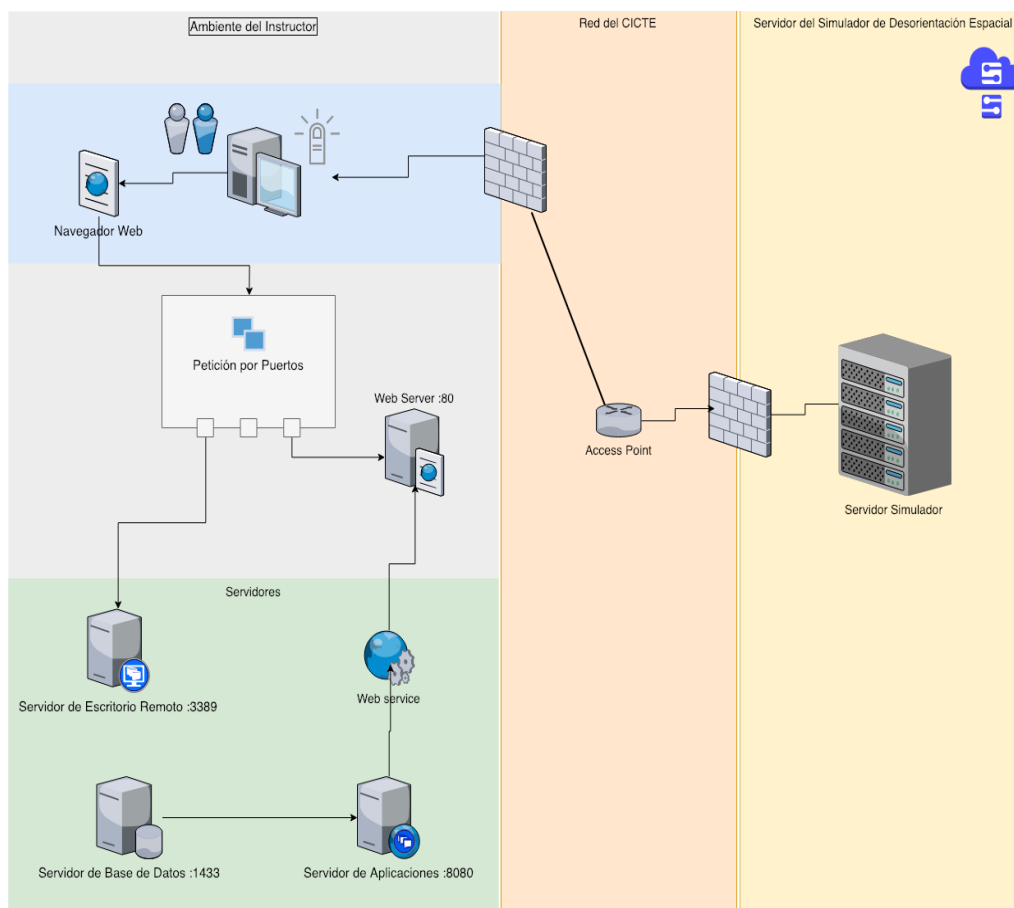 Ambiente del Instructor
Red del CICTE
Servidor del Simulador de Desorientación Espacial
Navegador Web
Petición por Puertos
Web Server :80
Access Point
Servidor Simulador
Servidores
Servidor de Escritorio Remoto :3389
Web service
Servidor de Base de Datos :1433
Servidor de Aplicaciones :8080